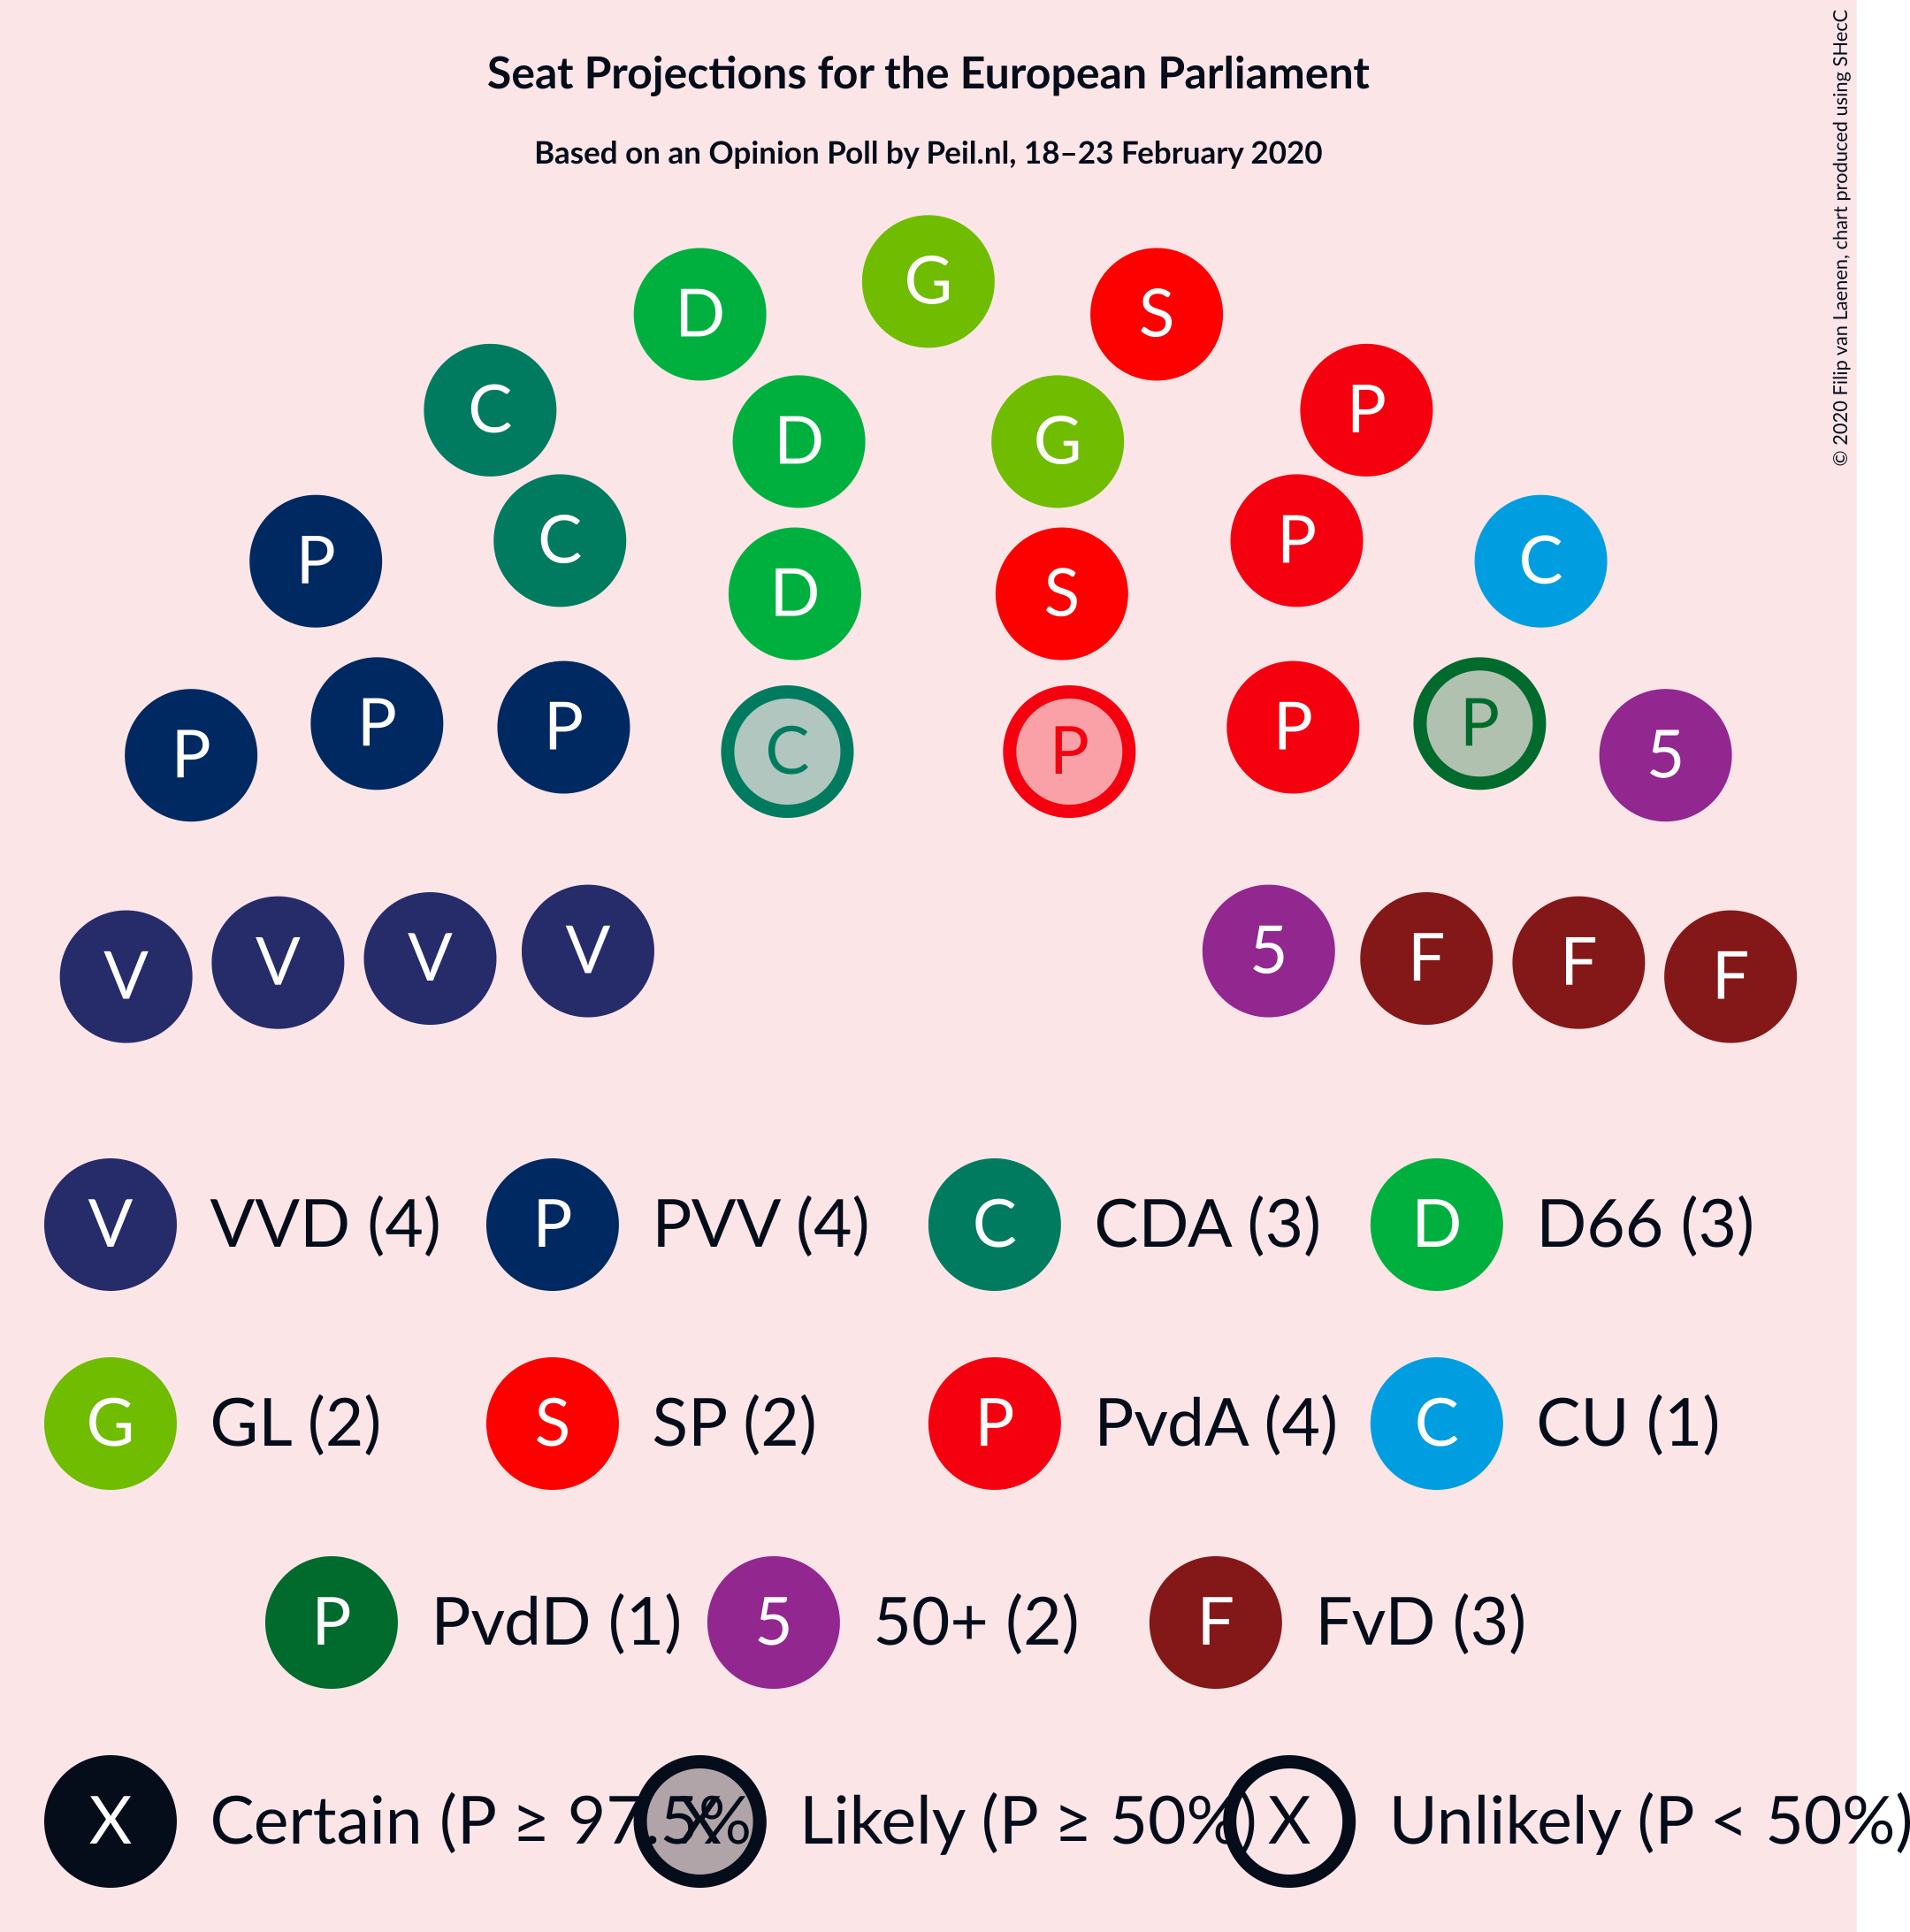 Seat Projections for the European Parliament
Based on an Opinion Poll by Peil.nl, 18–23 February 2020
© 2020 Filip van Laenen, chart produced using SHecC
G
D S
C P
D G
P C P C
D S
P P P C P P P 5
V V V V 5 F F F
V VVD (4) P PVV (4) C CDA (3) D D66 (3)
G GL (2) S SP (2) P PvdA (4) C CU (1)
P PvdD (1) 5 50+ (2) F FvD (3)
X Certain (P ≥ 97.5% X Likely (P ≥ 50%) X Unlikely (P < 50%)